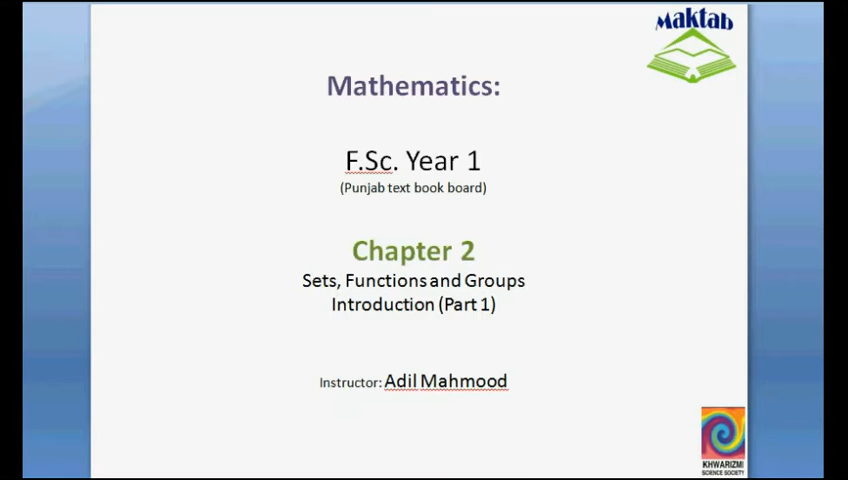 Maktab
Mathematics:
F.Sc. Year 1
(Punjab text book board)
Chapter 2
Sets, Functions and Groups
Introduction (Part 1)
Instructor: Adil Mahmood
KHWARIZMI
SCIENCE SOCIETY